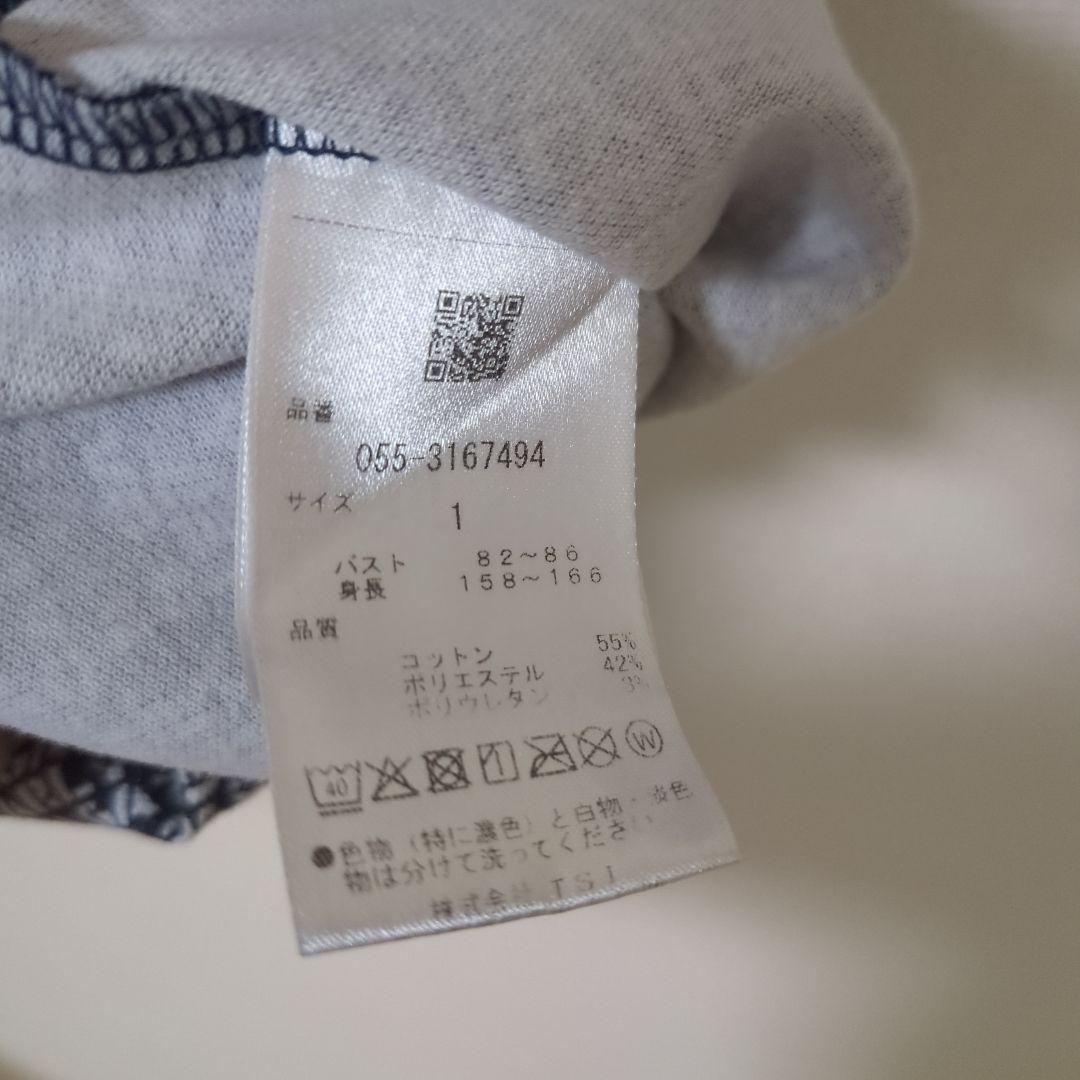 品番
055-3167494
サイズ
1
バスト 82～86
身長 158～166
品質
コットン 55%
ポリエステル 42%
ポリウレタン 3%
40
W
●色物（特に濃色）と白物・淡色
物は分けて洗ってください
株式会社 TSI